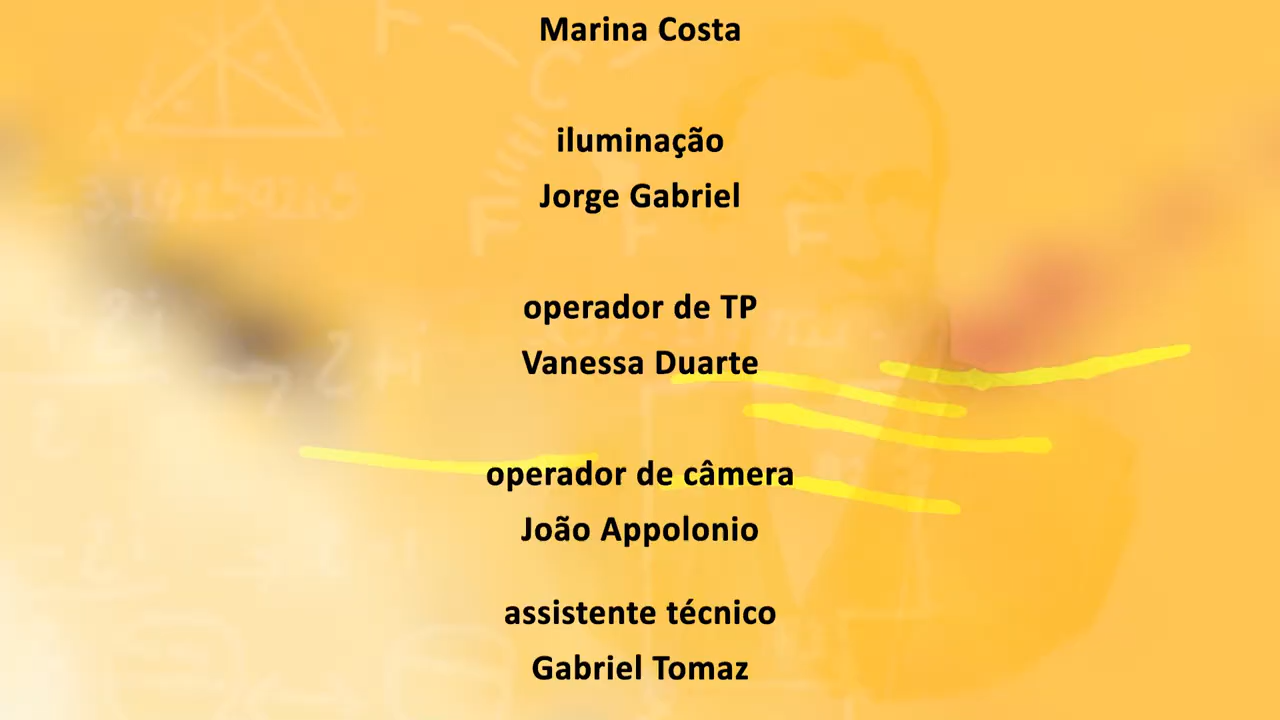 Marina Costa
iluminação
Jorge Gabriel
operador de TP
Vanessa Duarte
operador de câmera
João Appolonio
assistente técnico
Gabriel Tomaz